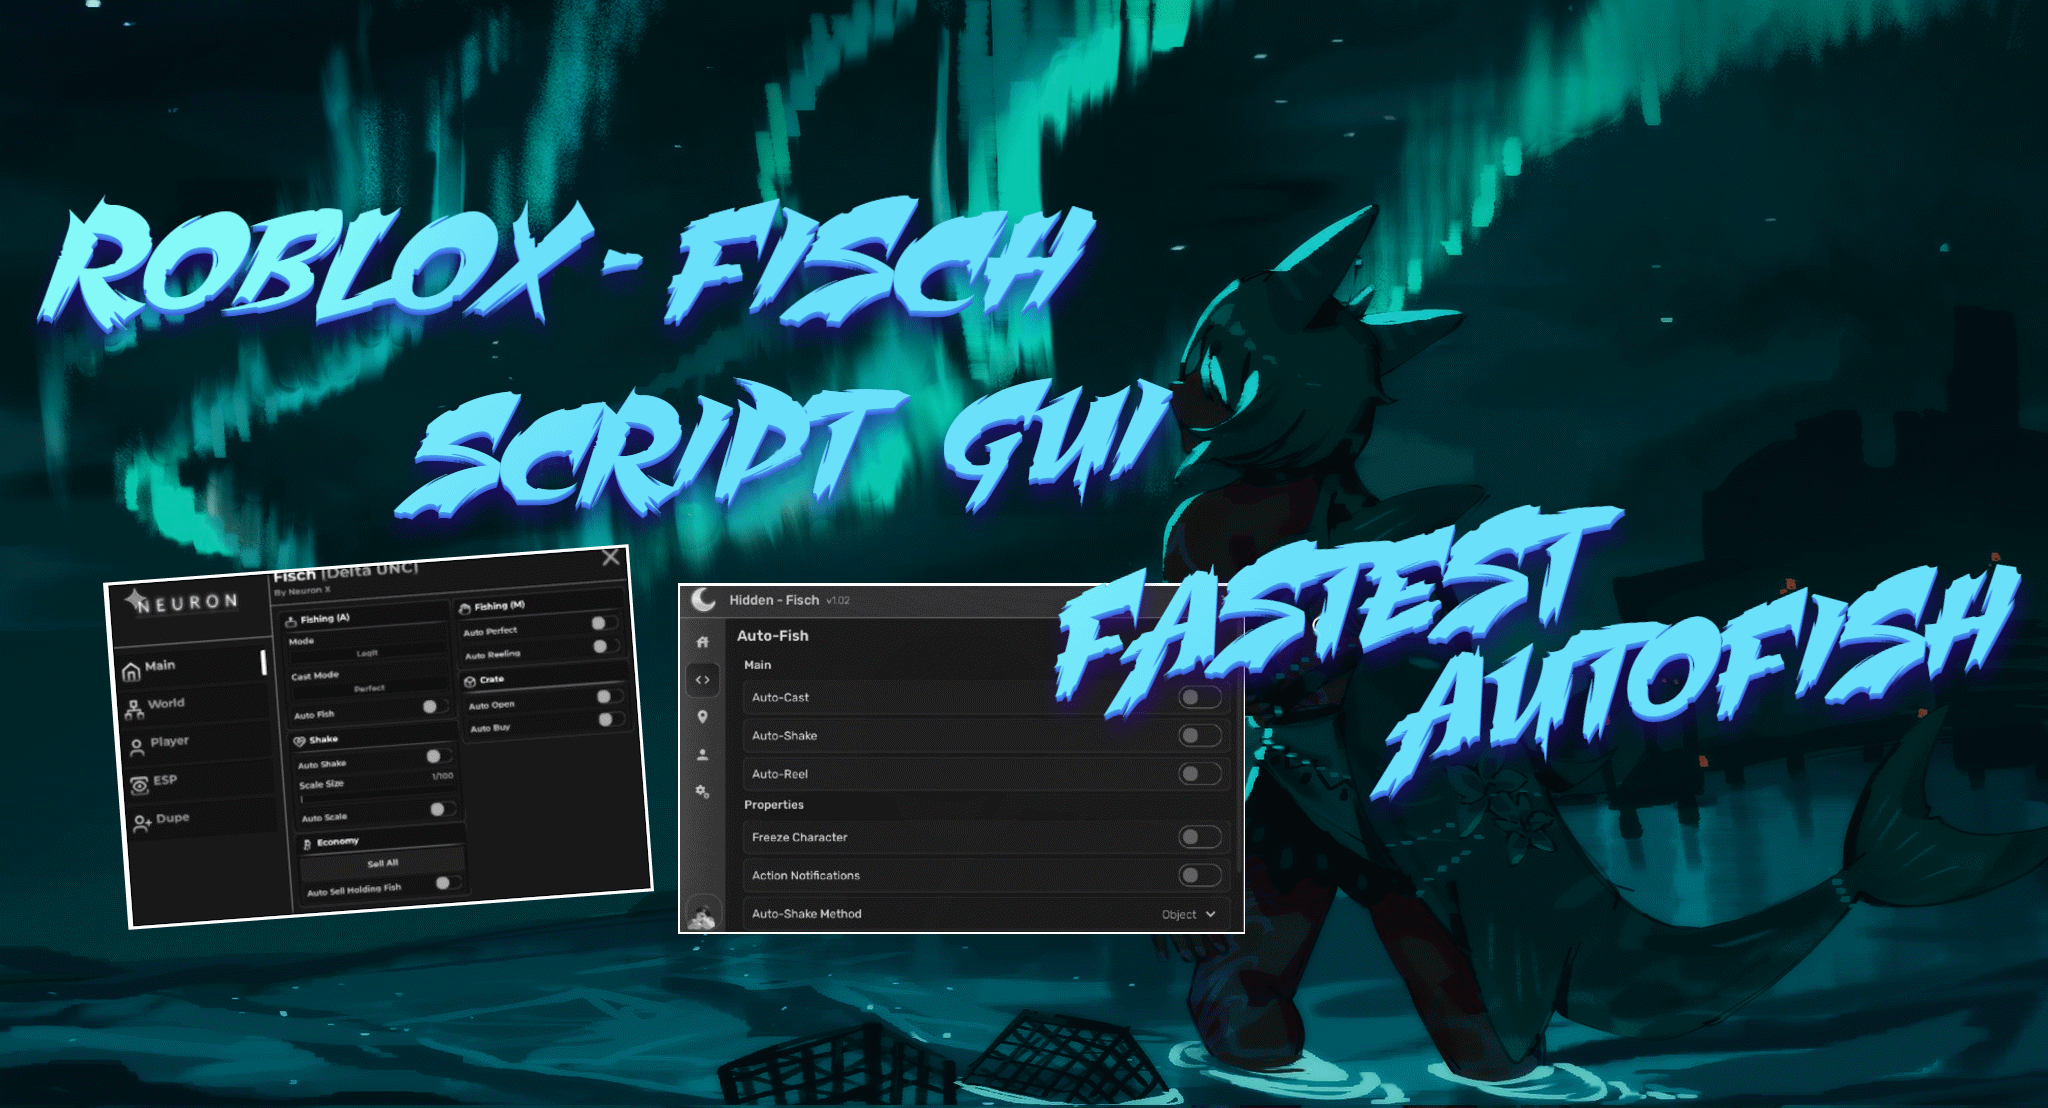 ROBLOX - FISCH
SCRIPT GUI
FASTEST
AUTOFISH
NEURON
Main
World
Player
ESP
Dupe
Fisch [Delta UNC]
By Neuron X
Fishing (A)
Mode
Legit
Cast Mode
Perfect
Auto Fish
Shake
Auto Shake
Scale Size
1/100
Auto Scale
Economy
Sell All
Auto Sell Holding Fish
Fishing (M)
Auto Perfect
Auto Reeling
Crate
Auto Open
Auto Buy
Hidden - Fisch v1.02
Auto-Fish
Main
Auto-Cast
Auto-Shake
Auto-Reel
Properties
Freeze Character
Action Notifications
Auto-Shake Method Object